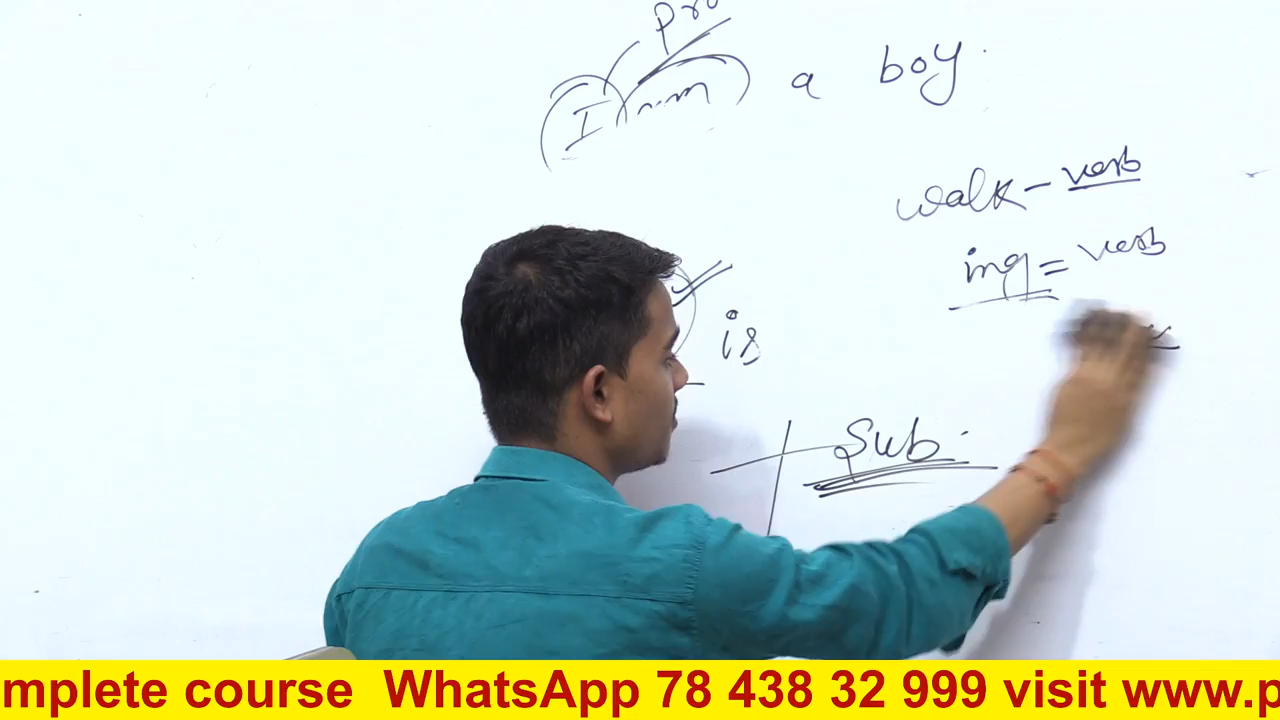 pro
I am a boy.
walk - verb
ing = verb
is
Sub.
mplete course WhatsApp 78 438 32 999 visit www.p